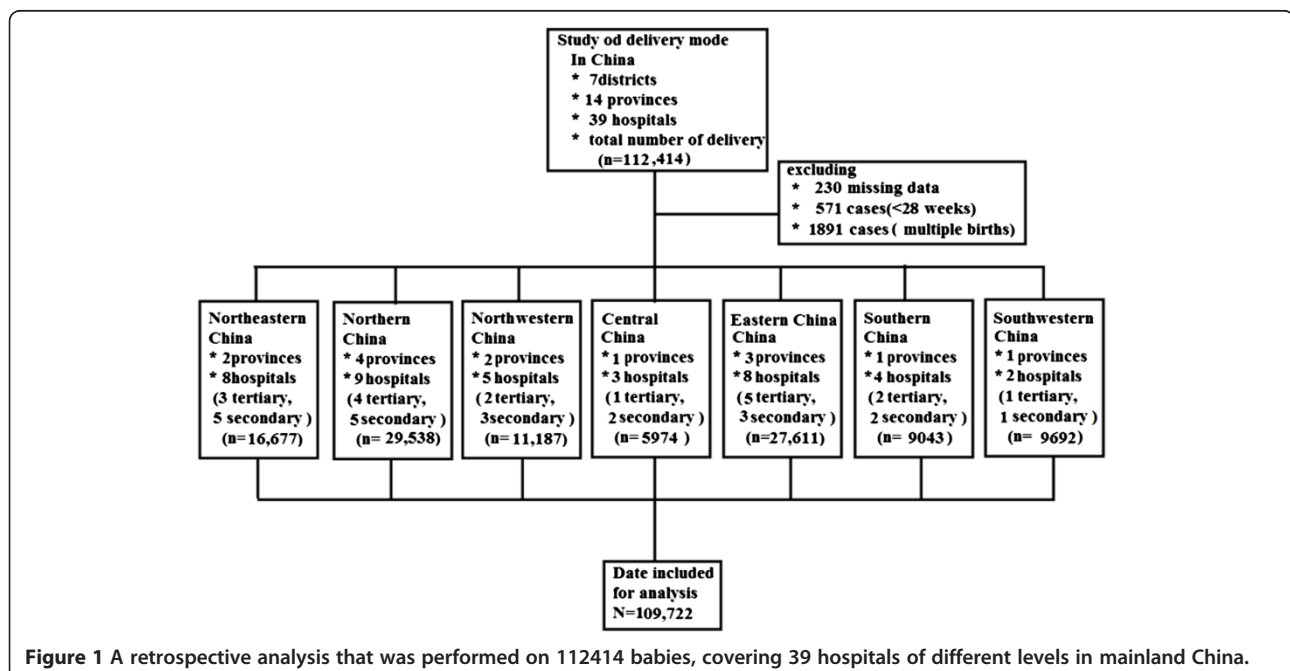 Study od delivery mode
In China
* 7districts
* 14 provinces
* 39 hospitals
* total number of delivery
(n=112,414)
excluding
* 230 missing data
* 571 cases(<28 weeks)
* 1891 cases ( multiple births)
Northeastern
China
* 2provinces
* 8hospitals
(3 tertiary,
5 secondary )
(n=16,677)
Northern
China
* 4provinces
* 9 hospitals
(4 tertiary,
5secondary )
(n= 29,538)
Northwestern
China
* 2 provinces
* 5 hospitals
(2 tertiary,
3secondary )
(n= 11,187)
Central
China
* 1 provinces
* 3 hospitals
(1 tertiary,
2 secondary )
(n= 5974 )
Eastern China
China
* 3provinces
* 8 hospitals
(5 tertiary,
3 secondary )
(n=27,611)
Southern
China
* 1 provinces
* 4 hospitals
(2 tertiary,
2 secondary )
(n= 9043)
Southwestern
China
* 1 provinces
* 2 hospitals
(1 tertiary,
1 secondary )
(n= 9692)
Date included
for analysis
N=109,722
Figure 1 A retrospective analysis that was performed on 112414 babies, covering 39 hospitals of different levels in mainland China.